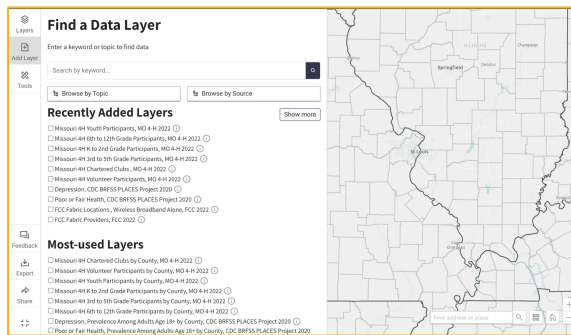 Layers
Add Layer
Tools
Feedback
Export
Share
Find a Data Layer
Enter a keyword or topic to find data
Search by keyword...
Browse by Topic
Browse by Source
Recently Added Layers
Show more
Missouri 4H Youth Participants, MO 4-H 2022
Missouri 4H 6th to 12th Grade Participants, MO 4-H 2022
Missouri 4H K to 2nd Grade Participants, MO 4-H 2022
Missouri 4H 3rd to 5th Grade Participants, MO 4-H 2022
Missouri 4H Chartered Clubs , MO 4-H 2022
Missouri 4H Volunteer Participants, MO 4-H 2022
Depression, CDC BRFSS PLACES Project 2020
Poor or Fair Health, CDC BRFSS PLACES Project 2020
FCC Fabric Locations , Wireless Broadband Alone, FCC 2022
FCC Fabric Providers, FCC 2022
Most-used Layers
Missouri 4H Chartered Clubs by County, MO 4-H 2022
Missouri 4H Volunteer Participants by County, MO 4-H 2022
Missouri 4H Youth Participants by County, MO 4-H 2022
Missouri 4H K to 2nd Grade Participants by County, MO 4-H 2022
Missouri 4H 3rd to 5th Grade Participants by County, MO 4-H 2022
Missouri 4H 6th to 12th Grade Participants by County, MO 4-H 2022
Depression, Prevalence Among Adults Age 18+ by County, CDC BRFSS PLACES Project 2020
Poor or Fair Health, Prevalence Among Adults Age 18+ by County, CDC BRFSS PLACES Project 2020
ILLINOIS
Champaign
Springfield
Decatur
St Louis
Cape Girardeau
Find address or place